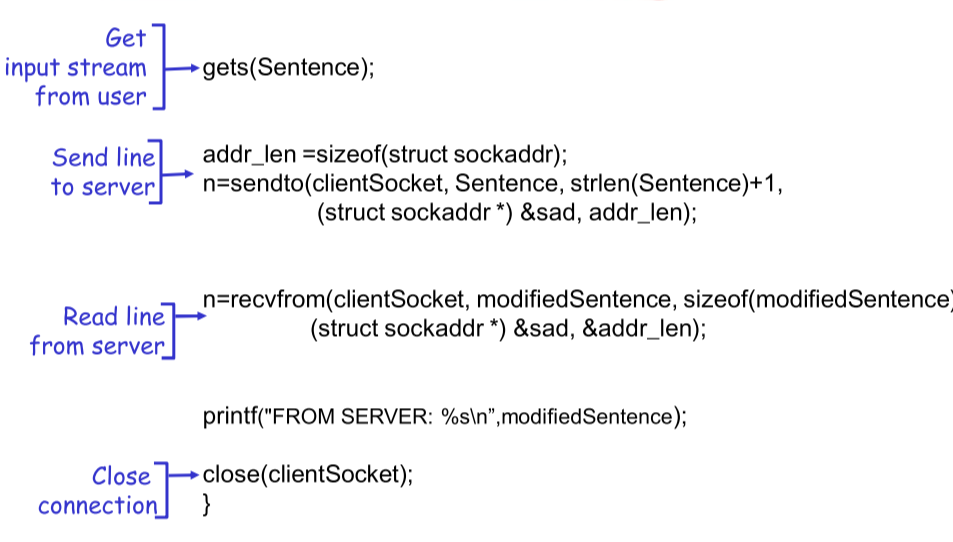 Get
input stream
from user
gets(Sentence);
Send line
to server
addr_len =sizeof(struct sockaddr);
n=sendto(clientSocket, Sentence, strlen(Sentence)+1,
(struct sockaddr *) &sad, addr_len);
Read line
from server
n=recvfrom(clientSocket, modifiedSentence, sizeof(modifiedSentence)
(struct sockaddr *) &sad, &addr_len);
printf("FROM SERVER: %s\n”,modifiedSentence);
Close
connection
close(clientSocket);
}